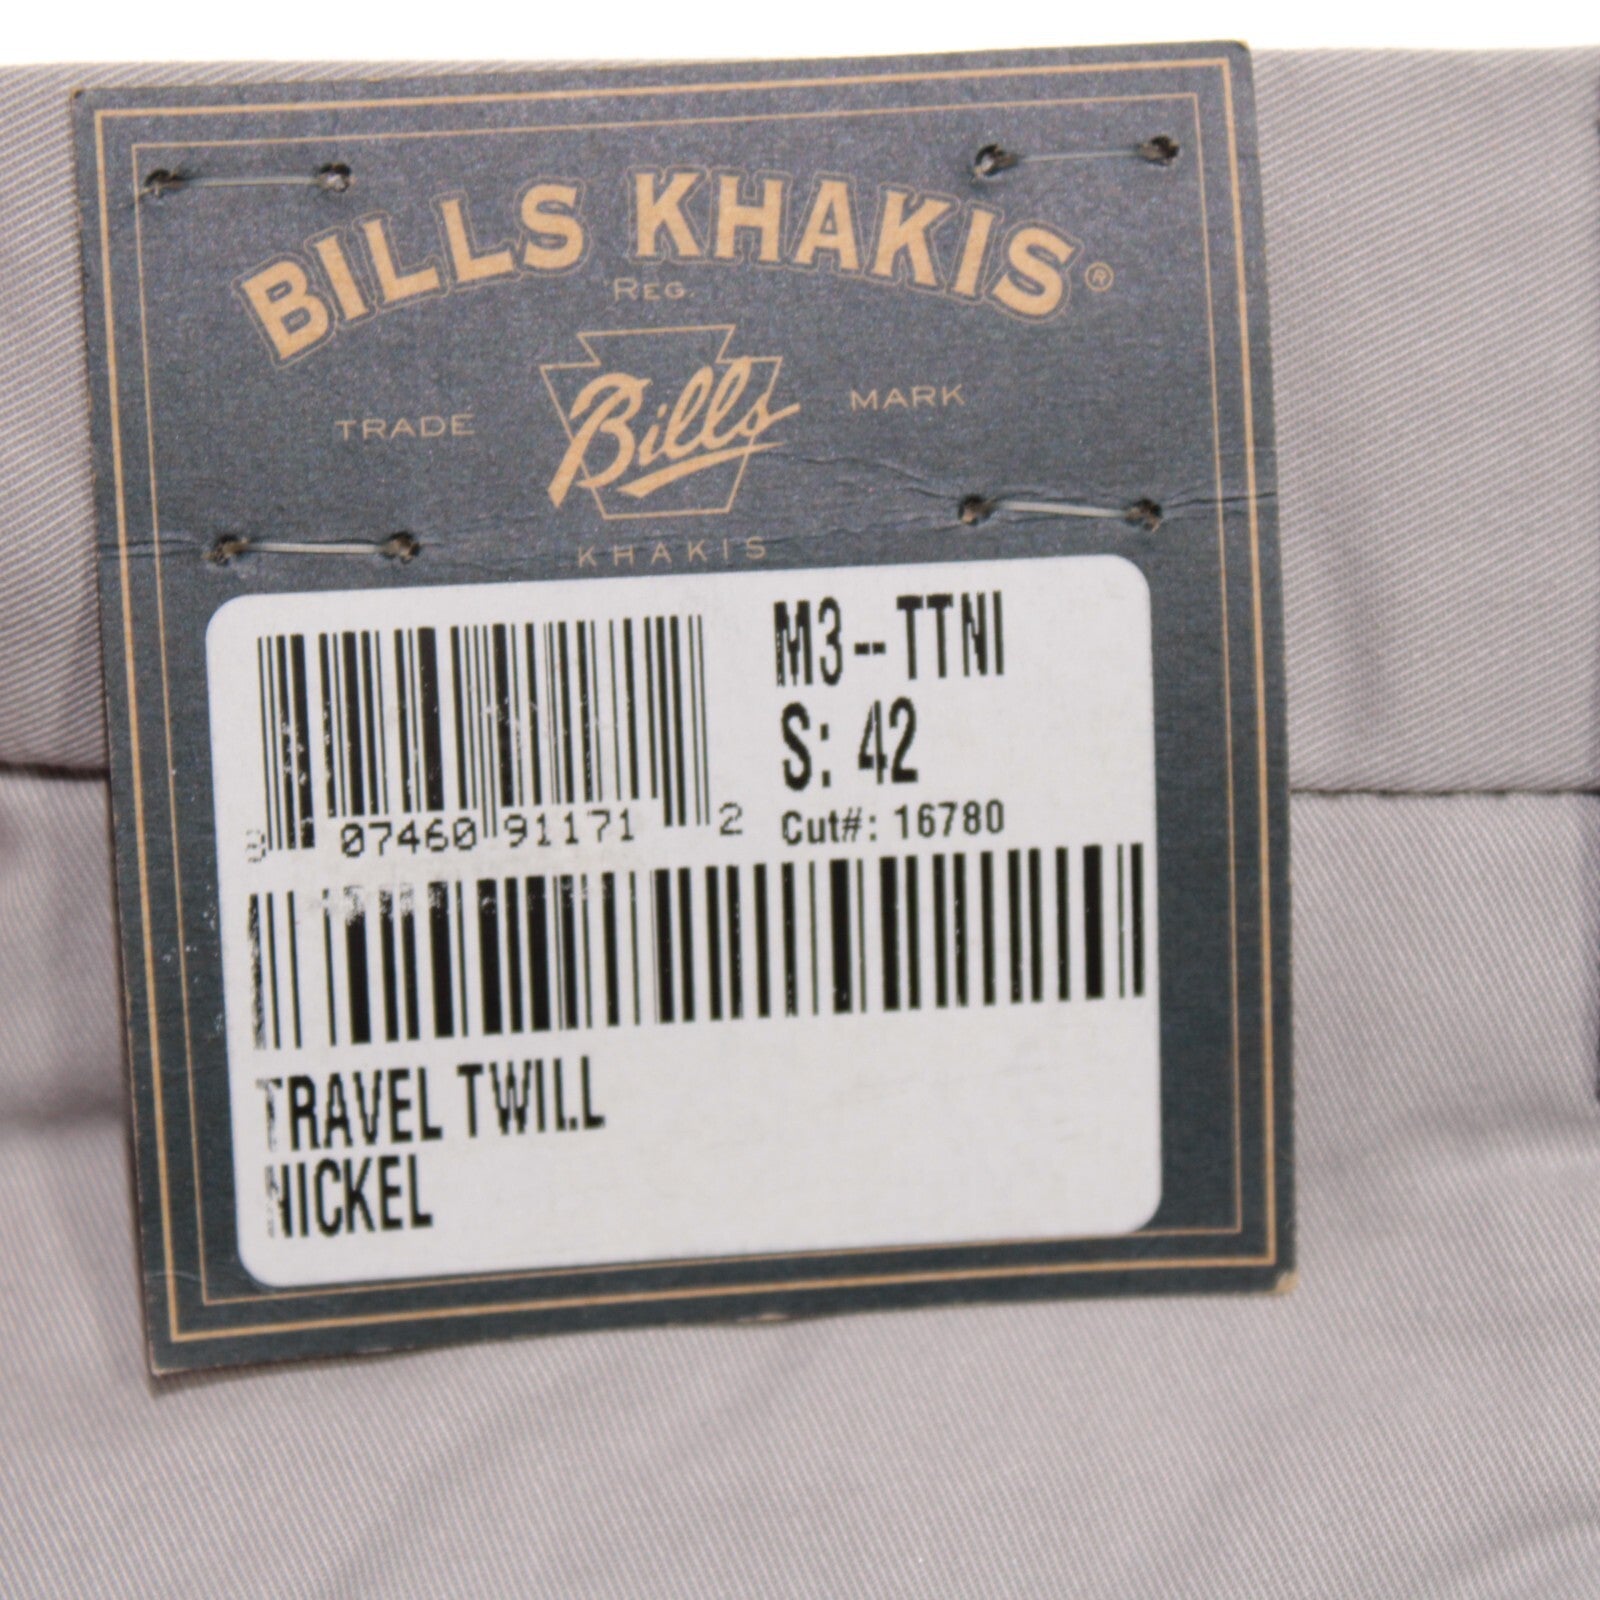 BILLS KHAKIS®
REG.
TRADE Bills MARK
KHAKIS
M3--TTNI
S: 42
07460 91171 2
Cut#: 16780
TRAVEL TWILL
NICKEL